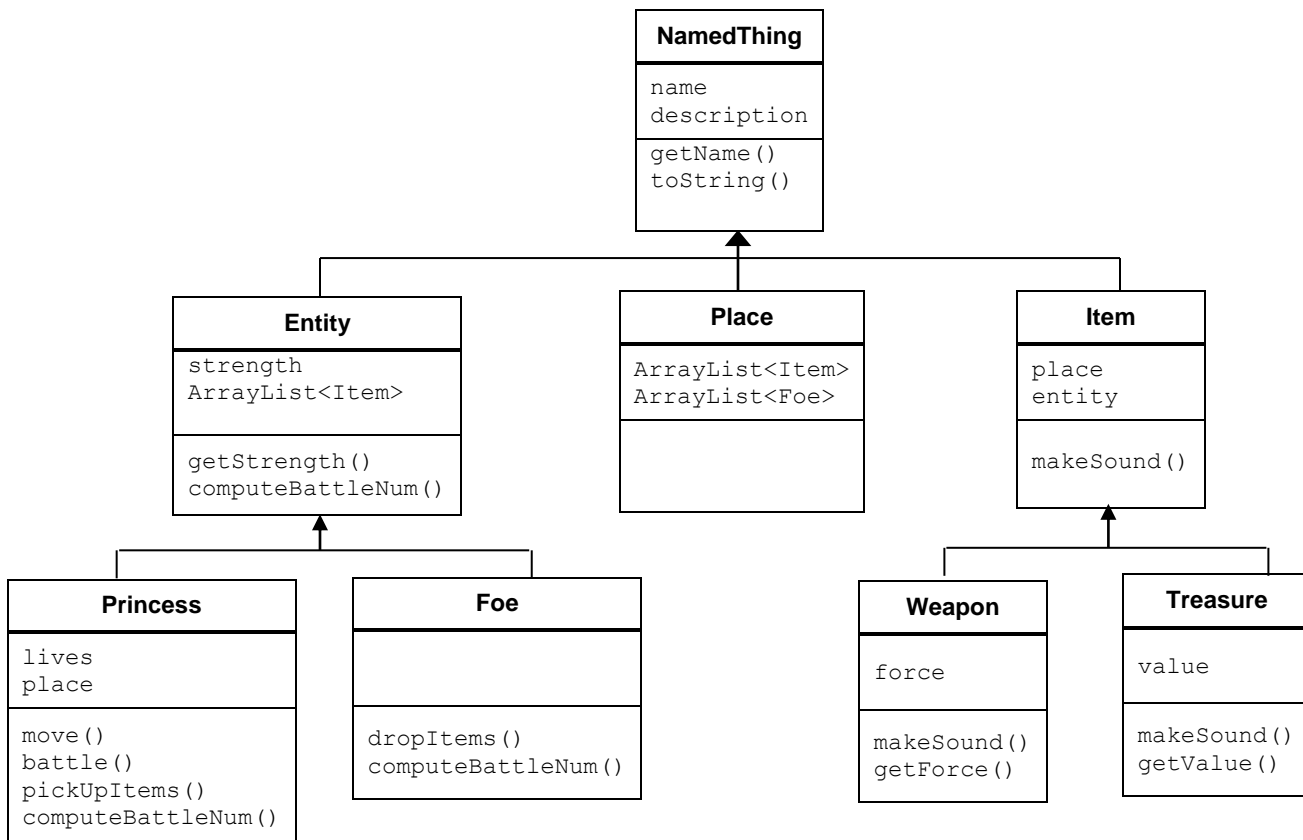 NamedThing
name
description
getName()
toString()
Entity
strength
ArrayList<Item>
getStrength()
computeBattleNum()
Place
ArrayList<Item>
ArrayList<Foe>
Item
place
entity
makeSound()
Princess
lives
place
move()
battle()
pickUpItems()
computeBattleNum()
Foe
dropItems()
computeBattleNum()
Weapon
force
makeSound()
getForce()
Treasure
value
makeSound()
getValue()